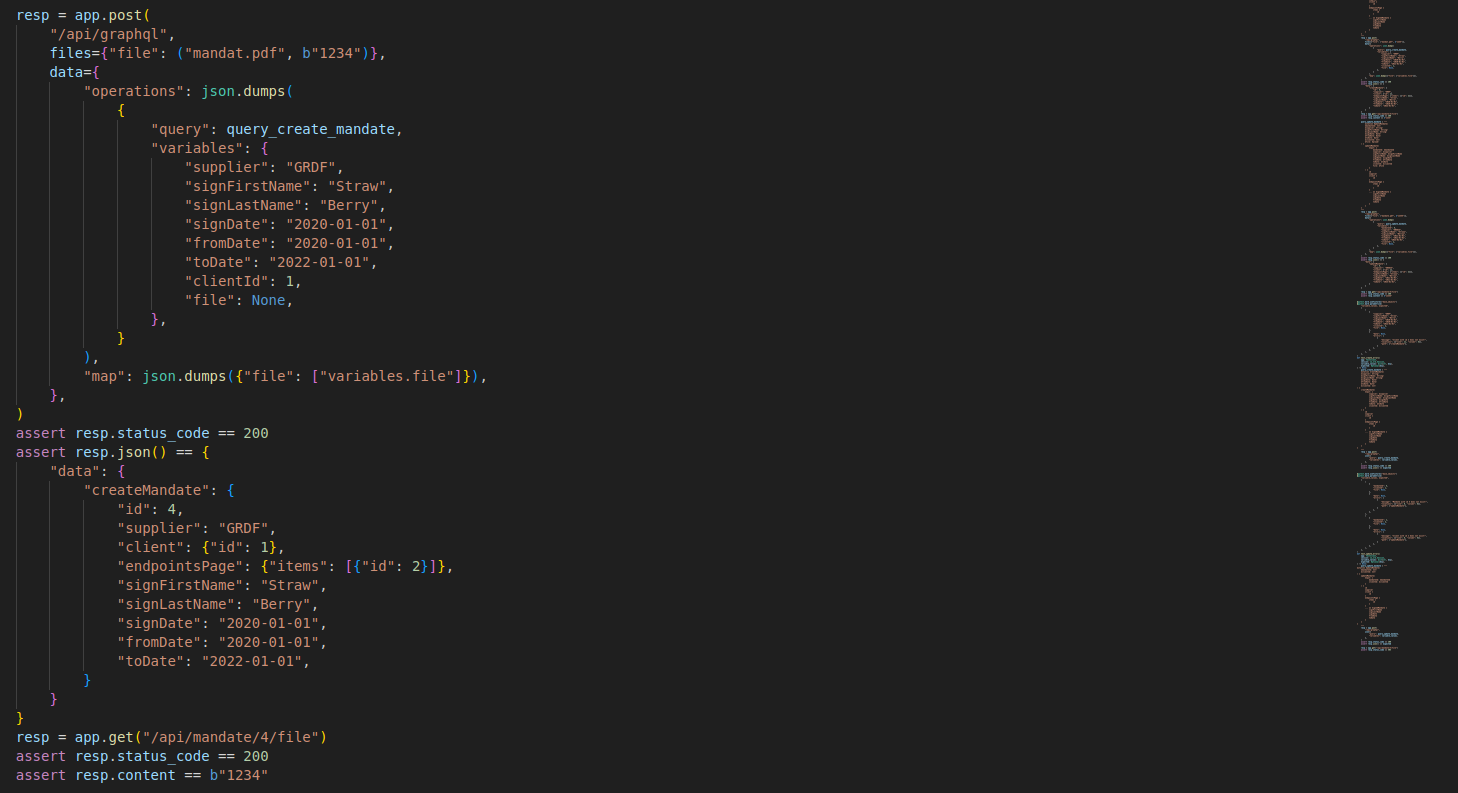 resp = app.post(
"/api/graphql",
files={"file": ("mandat.pdf", b"1234")},
data={
"operations": json.dumps(
{
"query": query_create_mandate,
"variables": {
"supplier": "GRDF",
"signFirstName": "Straw",
"signLastName": "Berry",
"signDate": "2020-01-01",
"fromDate": "2020-01-01",
"toDate": "2022-01-01",
"clientId": 1,
"file": None,
},
}
),
"map": json.dumps({"file": ["variables.file"]}),
},
)
assert resp.status_code == 200
assert resp.json() == {
"data": {
"createMandate": {
"id": 4,
"supplier": "GRDF",
"client": {"id": 1},
"endpointsPage": {"items": [{"id": 2}]},
"signFirstName": "Straw",
"signLastName": "Berry",
"signDate": "2020-01-01",
"fromDate": "2020-01-01",
"toDate": "2022-01-01",
}
}
}
resp = app.get("/api/mandate/4/file")
assert resp.status_code == 200
assert resp.content == b"1234"